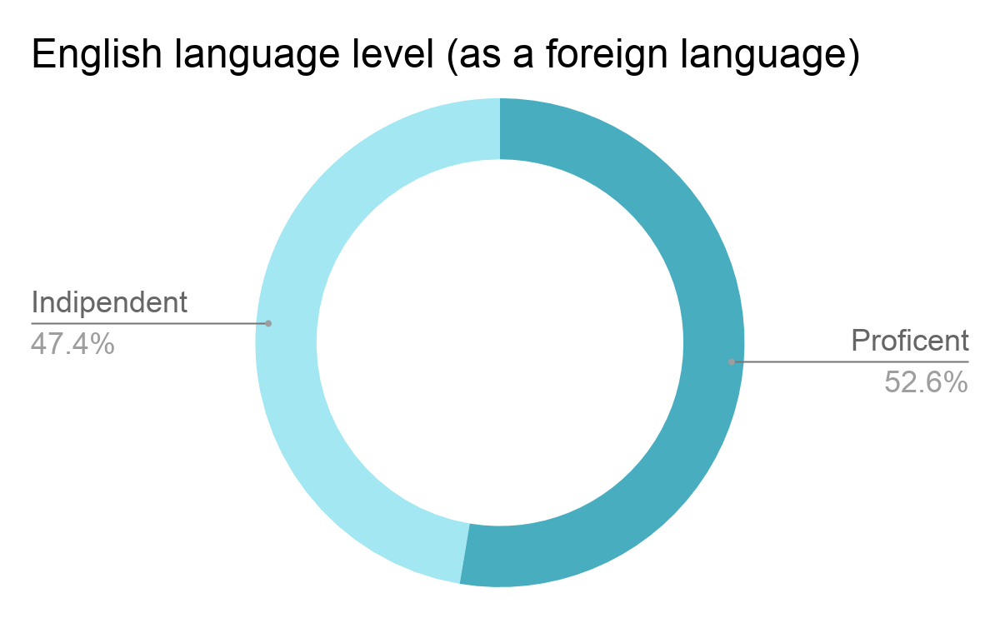 English language level (as a foreign language)
Indipendent
47.4%
Proficent
52.6%